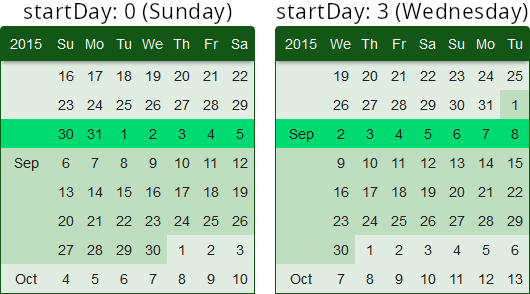 startDay: 0 (Sunday)
2015 Su Mo Tu We Th Fr Sa
16 17 18 19 20 21 22
23 24 25 26 27 28 29
30 31 1 2 3 4 5
Sep 6 7 8 9 10 11 12
13 14 15 16 17 18 19
20 21 22 23 24 25 26
27 28 29 30 1 2 3
Oct 4 5 6 7 8 9 10
startDay: 3 (Wednesday)
2015 We Th Fr Sa Su Mo Tu
19 20 21 22 23 24 25
26 27 28 29 30 31 1
Sep 2 3 4 5 6 7 8
9 10 11 12 13 14 15
16 17 18 19 20 21 22
23 24 25 26 27 28 29
30 1 2 3 4 5 6
Oct 7 8 9 10 11 12 13